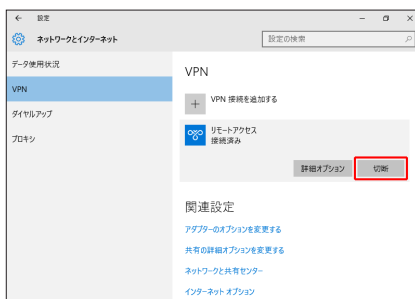 設定
ネットワークとインターネット
設定の検索
データ使用状況
VPN
ダイヤルアップ
プロキシ
VPN
VPN 接続を追加する
リモートアクセス
接続済み
詳細オプション
切断
関連設定
アダプターのオプションを変更する
共有の詳細オプションを変更する
ネットワークと共有センター
インターネット オプション